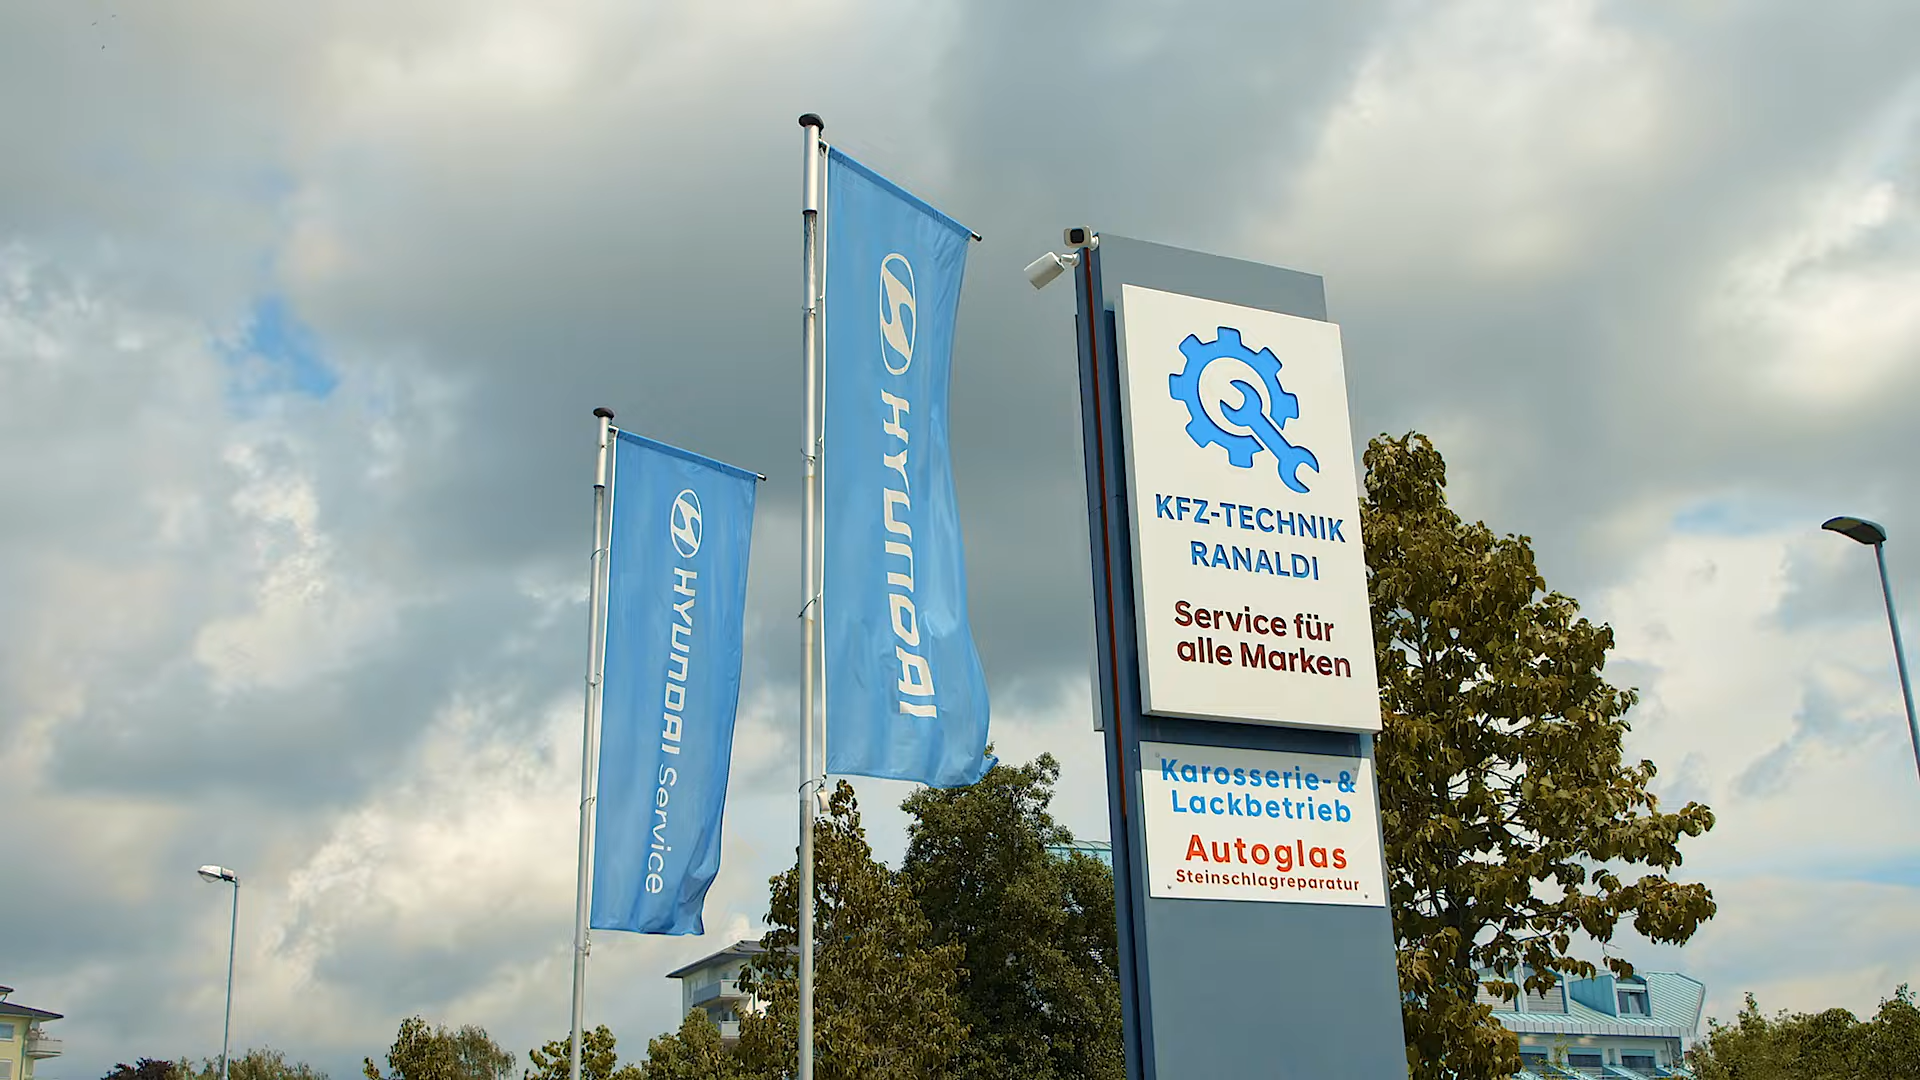 HYUNDAI Service
HYUNDAI
KFZ-TECHNIK
RANALDI
Service für
alle Marken
Karosserie- &
Lackbetrieb
Autoglas
Steinschlagreparatur